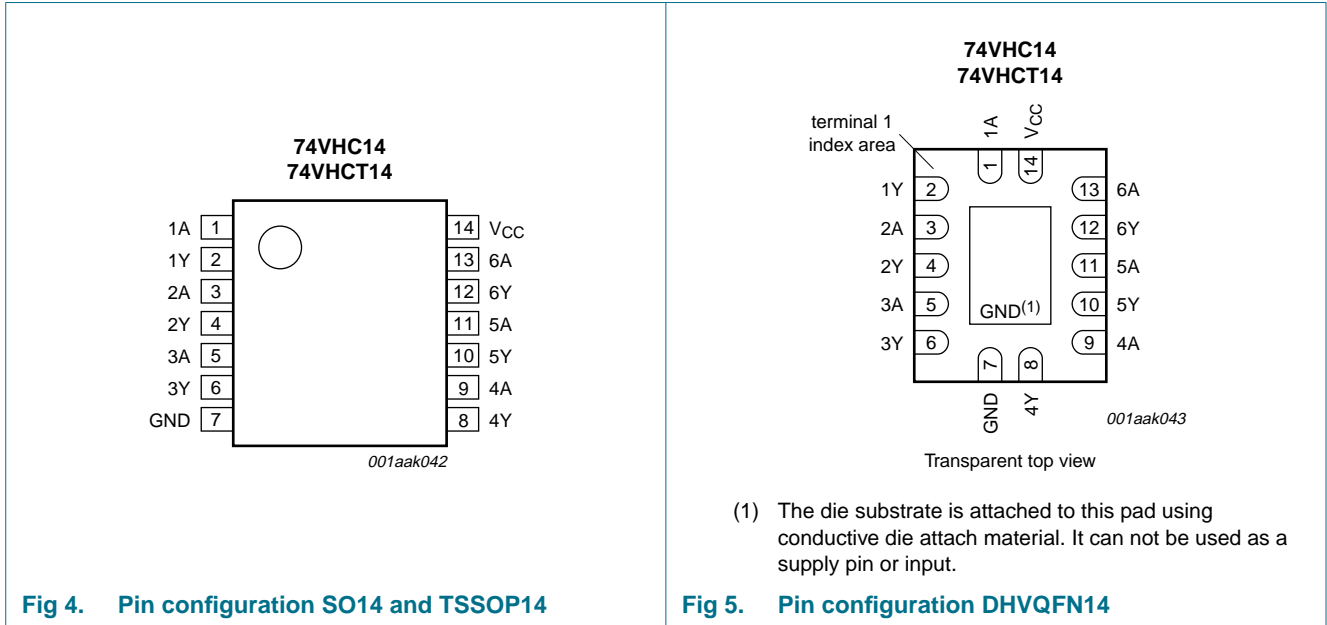 74VHC14
74VHCT14
1A 1
1Y 2
2A 3
2Y 4
3A 5
3Y 6
GND 7
14 VCC
13 6A
12 6Y
11 5A
10 5Y
9 4A
8 4Y
001aak042
Fig 4. Pin configuration SO14 and TSSOP14
74VHC14
74VHCT14
terminal 1
index area
1A
VCC
1
14
1Y 2
2A 3
2Y 4
3A 5
3Y 6
13 6A
12 6Y
11 5A
10 5Y
9 4A
GND(1)
7
8
GND
4Y
001aak043
Transparent top view
(1) The die substrate is attached to this pad using
conductive die attach material. It can not be used as a
supply pin or input.
Fig 5. Pin configuration DHVQFN14